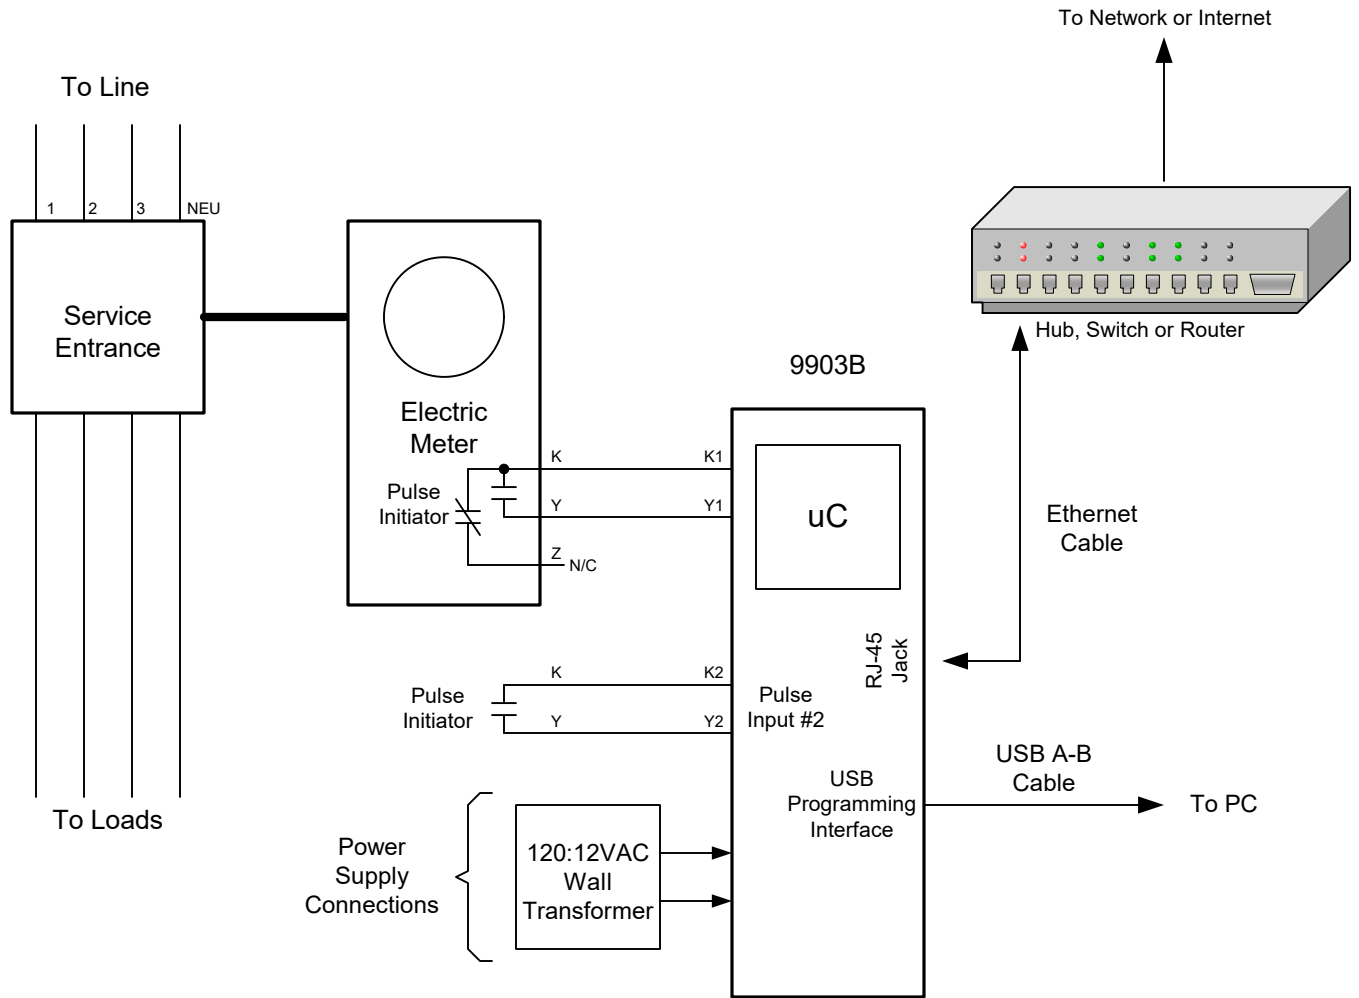 To Network or Internet
To Line
1 2 3 NEU
Service
Entrance
Hub, Switch or Router
9903B
Electric
Meter
K K1
Pulse
Initiator
Y Y1
uC
Ethernet
Cable
Z
N/C
RJ-45
Jack
K K2
Pulse
Initiator
Y Y2
Pulse
Input #2
USB A-B
Cable
USB
Programming
Interface
To PC
To Loads
Power
Supply
Connections
120:12VAC
Wall
Transformer